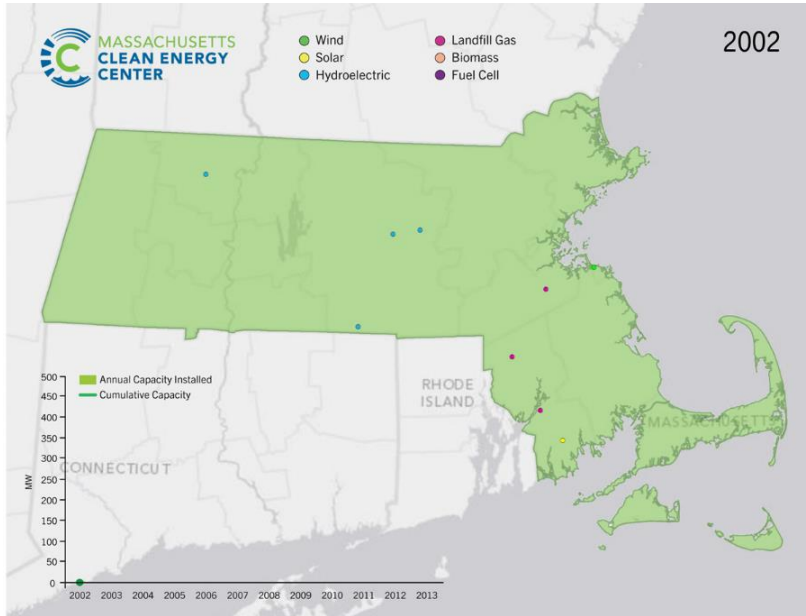 MASSACHUSETTS
CLEAN ENERGY
CENTER
Wind
Solar
Hydroelectric
Landfill Gas
Biomass
Fuel Cell
2002
Annual Capacity Installed
Cumulative Capacity
500
450
400
350
300
250
200
150
100
50
0
MW
2002 2003 2004 2005 2006 2007 2008 2009 2010 2011 2012 2013
RHODE
ISLAND
CONNECTICUT
MASSACHUSETTS